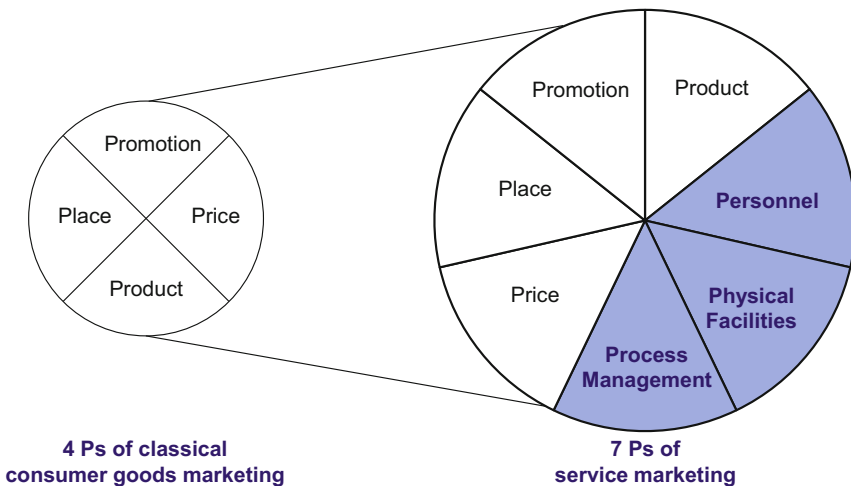 Promotion
Place
Price
Product
Promotion
Product
Place
Personnel
Price
Physical
Facilities
Process
Management
4 Ps of classical
consumer goods marketing
7 Ps of
service marketing